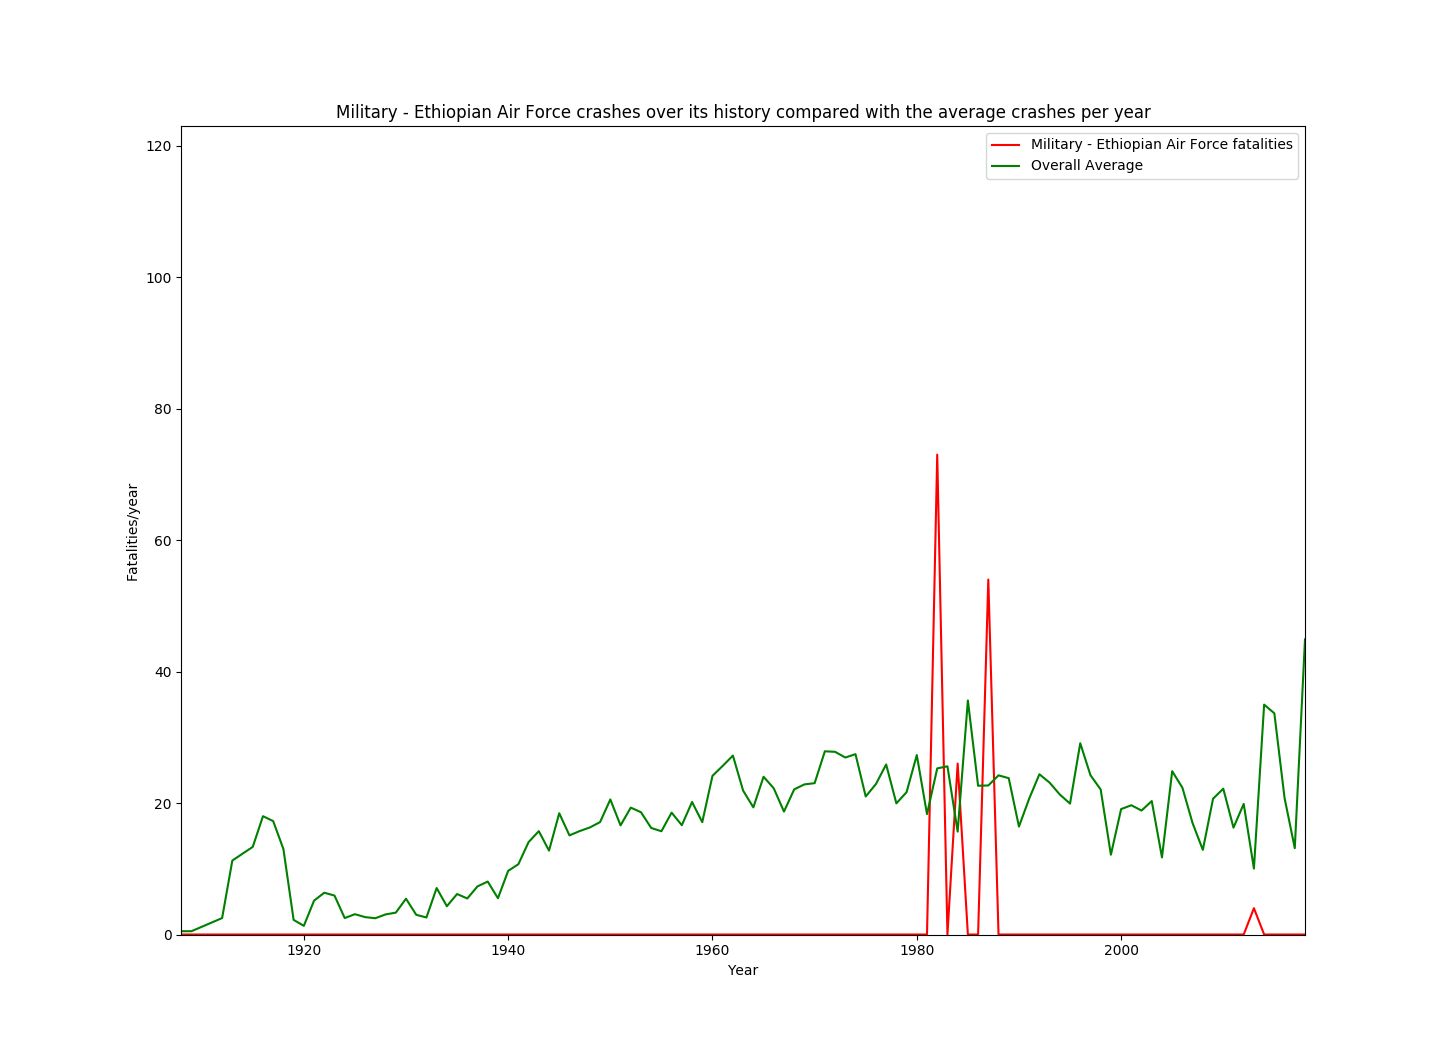 Military - Ethiopian Air Force crashes over its history compared with the average crashes per year
Military - Ethiopian Air Force fatalities
Overall Average
120
100
80
60
40
20
0
Fatalities/year
1920 1940 1960 1980 2000
Year